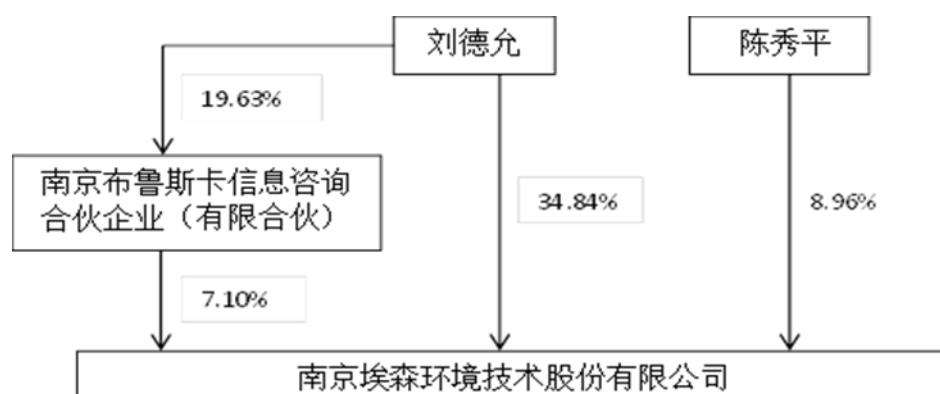 刘德允
陈秀平
19.63%
南京布鲁斯卡信息咨询
合伙企业（有限合伙）
34.84%
8.96%
7.10%
南京埃森环境技术股份有限公司